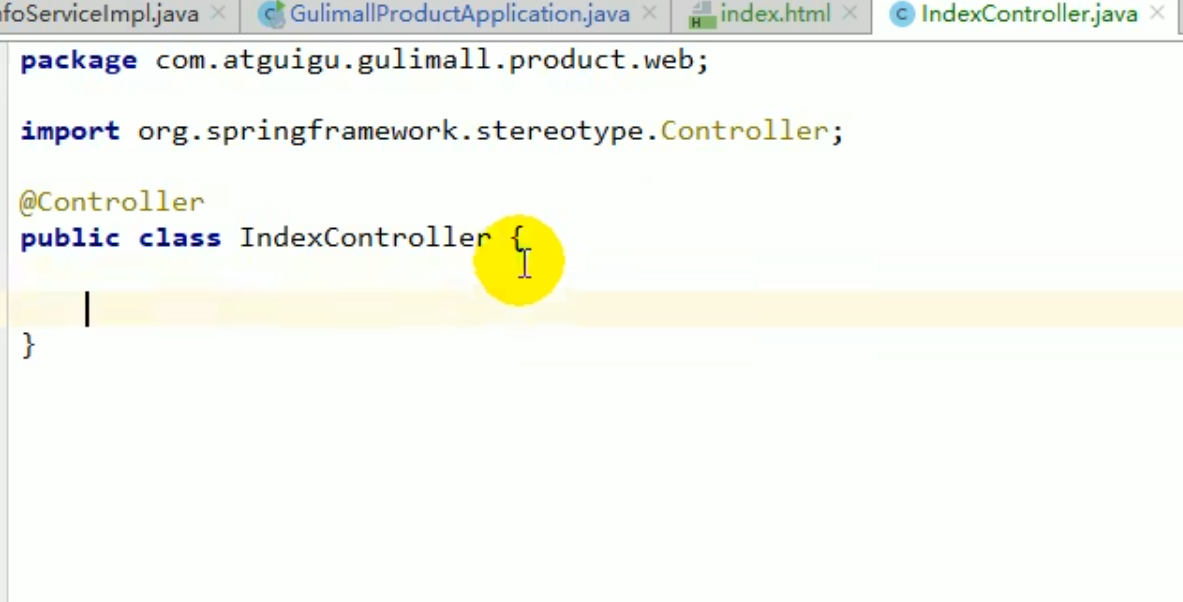 foServiceImpl.java GulimallProductApplication.java index.html IndexController.java
package com.atguigu.gulimall.product.web;
import org.springframework.stereotype.Controller;
@Controller
public class IndexController {
}